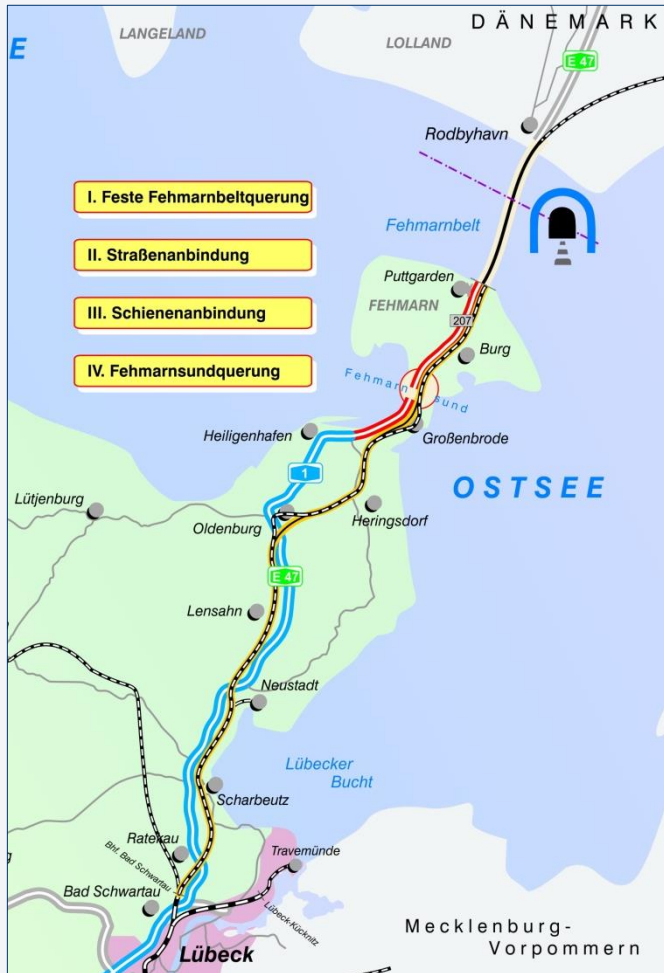 DÄNEMARK
LANGELAND
LOLLAND
E
E 47
Rodbyhavn
I. Feste Fehmarnbeltquerung
Fehmarnbelt
II. Straßenanbindung
Puttgarden
FEHMARN
III. Schienenanbindung
207
Burg
IV. Fehmarnsundquerung
Fehmarn sund
Heiligenhafen
Großenbrode
1
OSTSEE
Lütjenburg
Oldenburg
Heringsdorf
E 47
Lensahn
Neustadt
Lübecker
Bucht
Scharbeutz
Ratekau
Travemünde
Bhf. Bad Schwartau
Bad Schwartau
Lübeck-Kücknitz
Mecklenburg-
Vorpommern
Lübeck